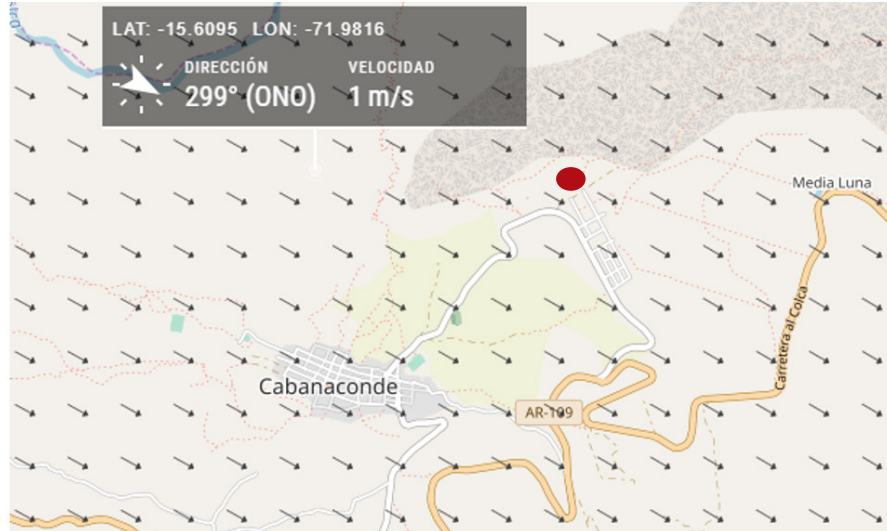 LAT: -15.6095 LON: -71.9816
DIRECCIÓN VELOCIDAD
299° (ONO) 1 m/s
Media Luna
Carretera al Colca
Cabanaconde
AR-109